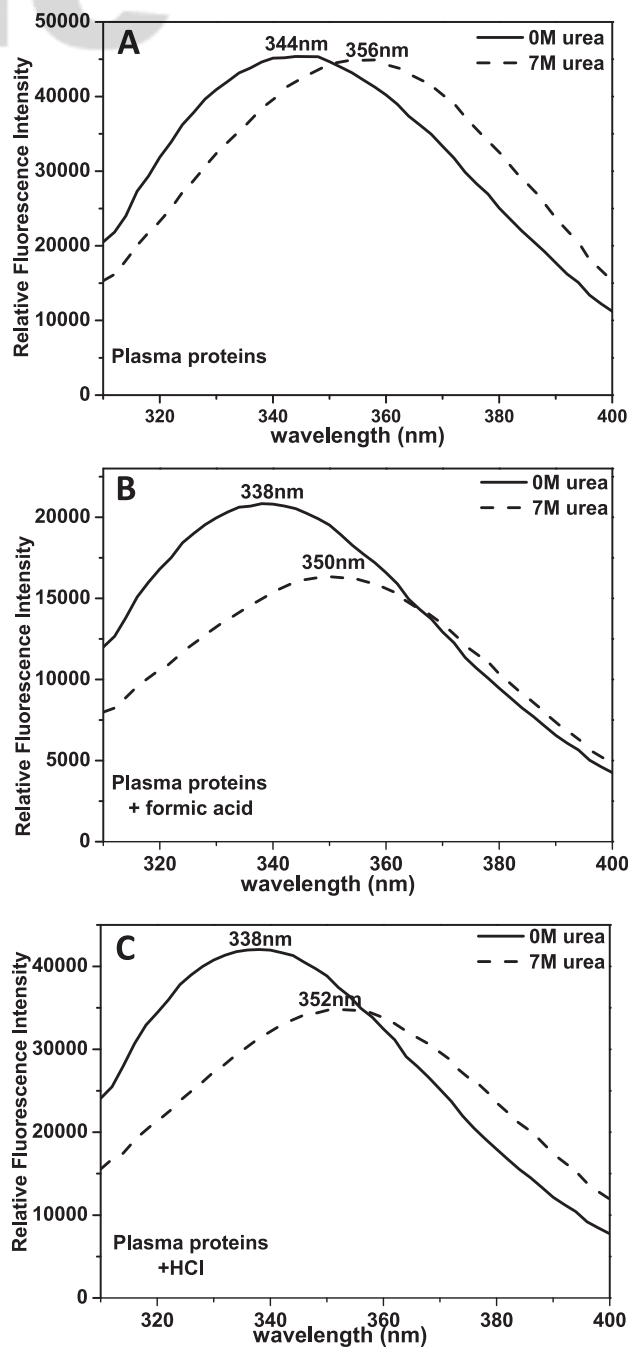 A
344nm 356nm
0M urea
7M urea
50000
40000
30000
20000
10000
0
Relative Fluorescence Intensity
Plasma proteins
320 340 360 380 400
wavelength (nm)
B
338nm
350nm
0M urea
7M urea
20000
15000
10000
5000
0
Relative Fluorescence Intensity
Plasma proteins
+ formic acid
320 340 360 380 400
wavelength (nm)
C
338nm
352nm
0M urea
7M urea
40000
30000
20000
10000
0
Relative Fluorescence Intensity
Plasma proteins
+HCl
320 340 360 380 400
wavelength (nm)